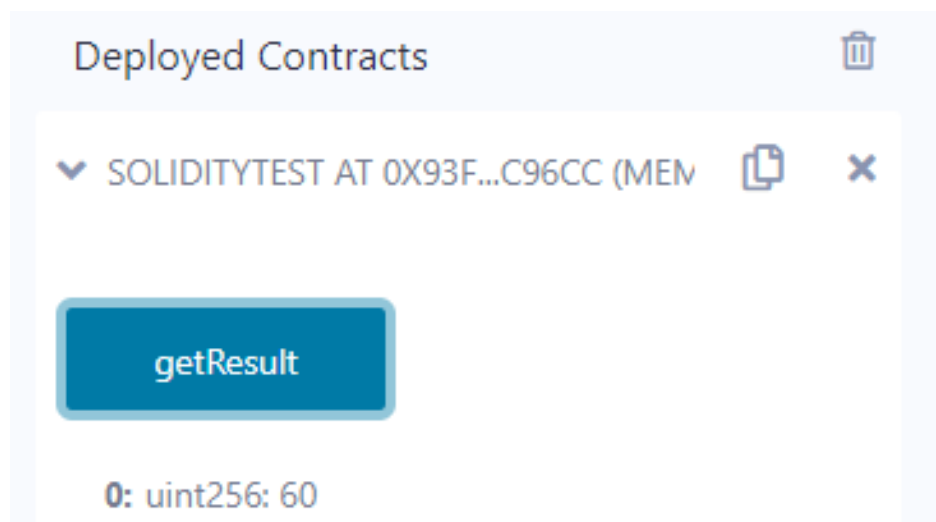 Deployed Contracts
SOLIDITYTEST AT 0X93F...C96CC (MEM
getResult
0: uint256: 60